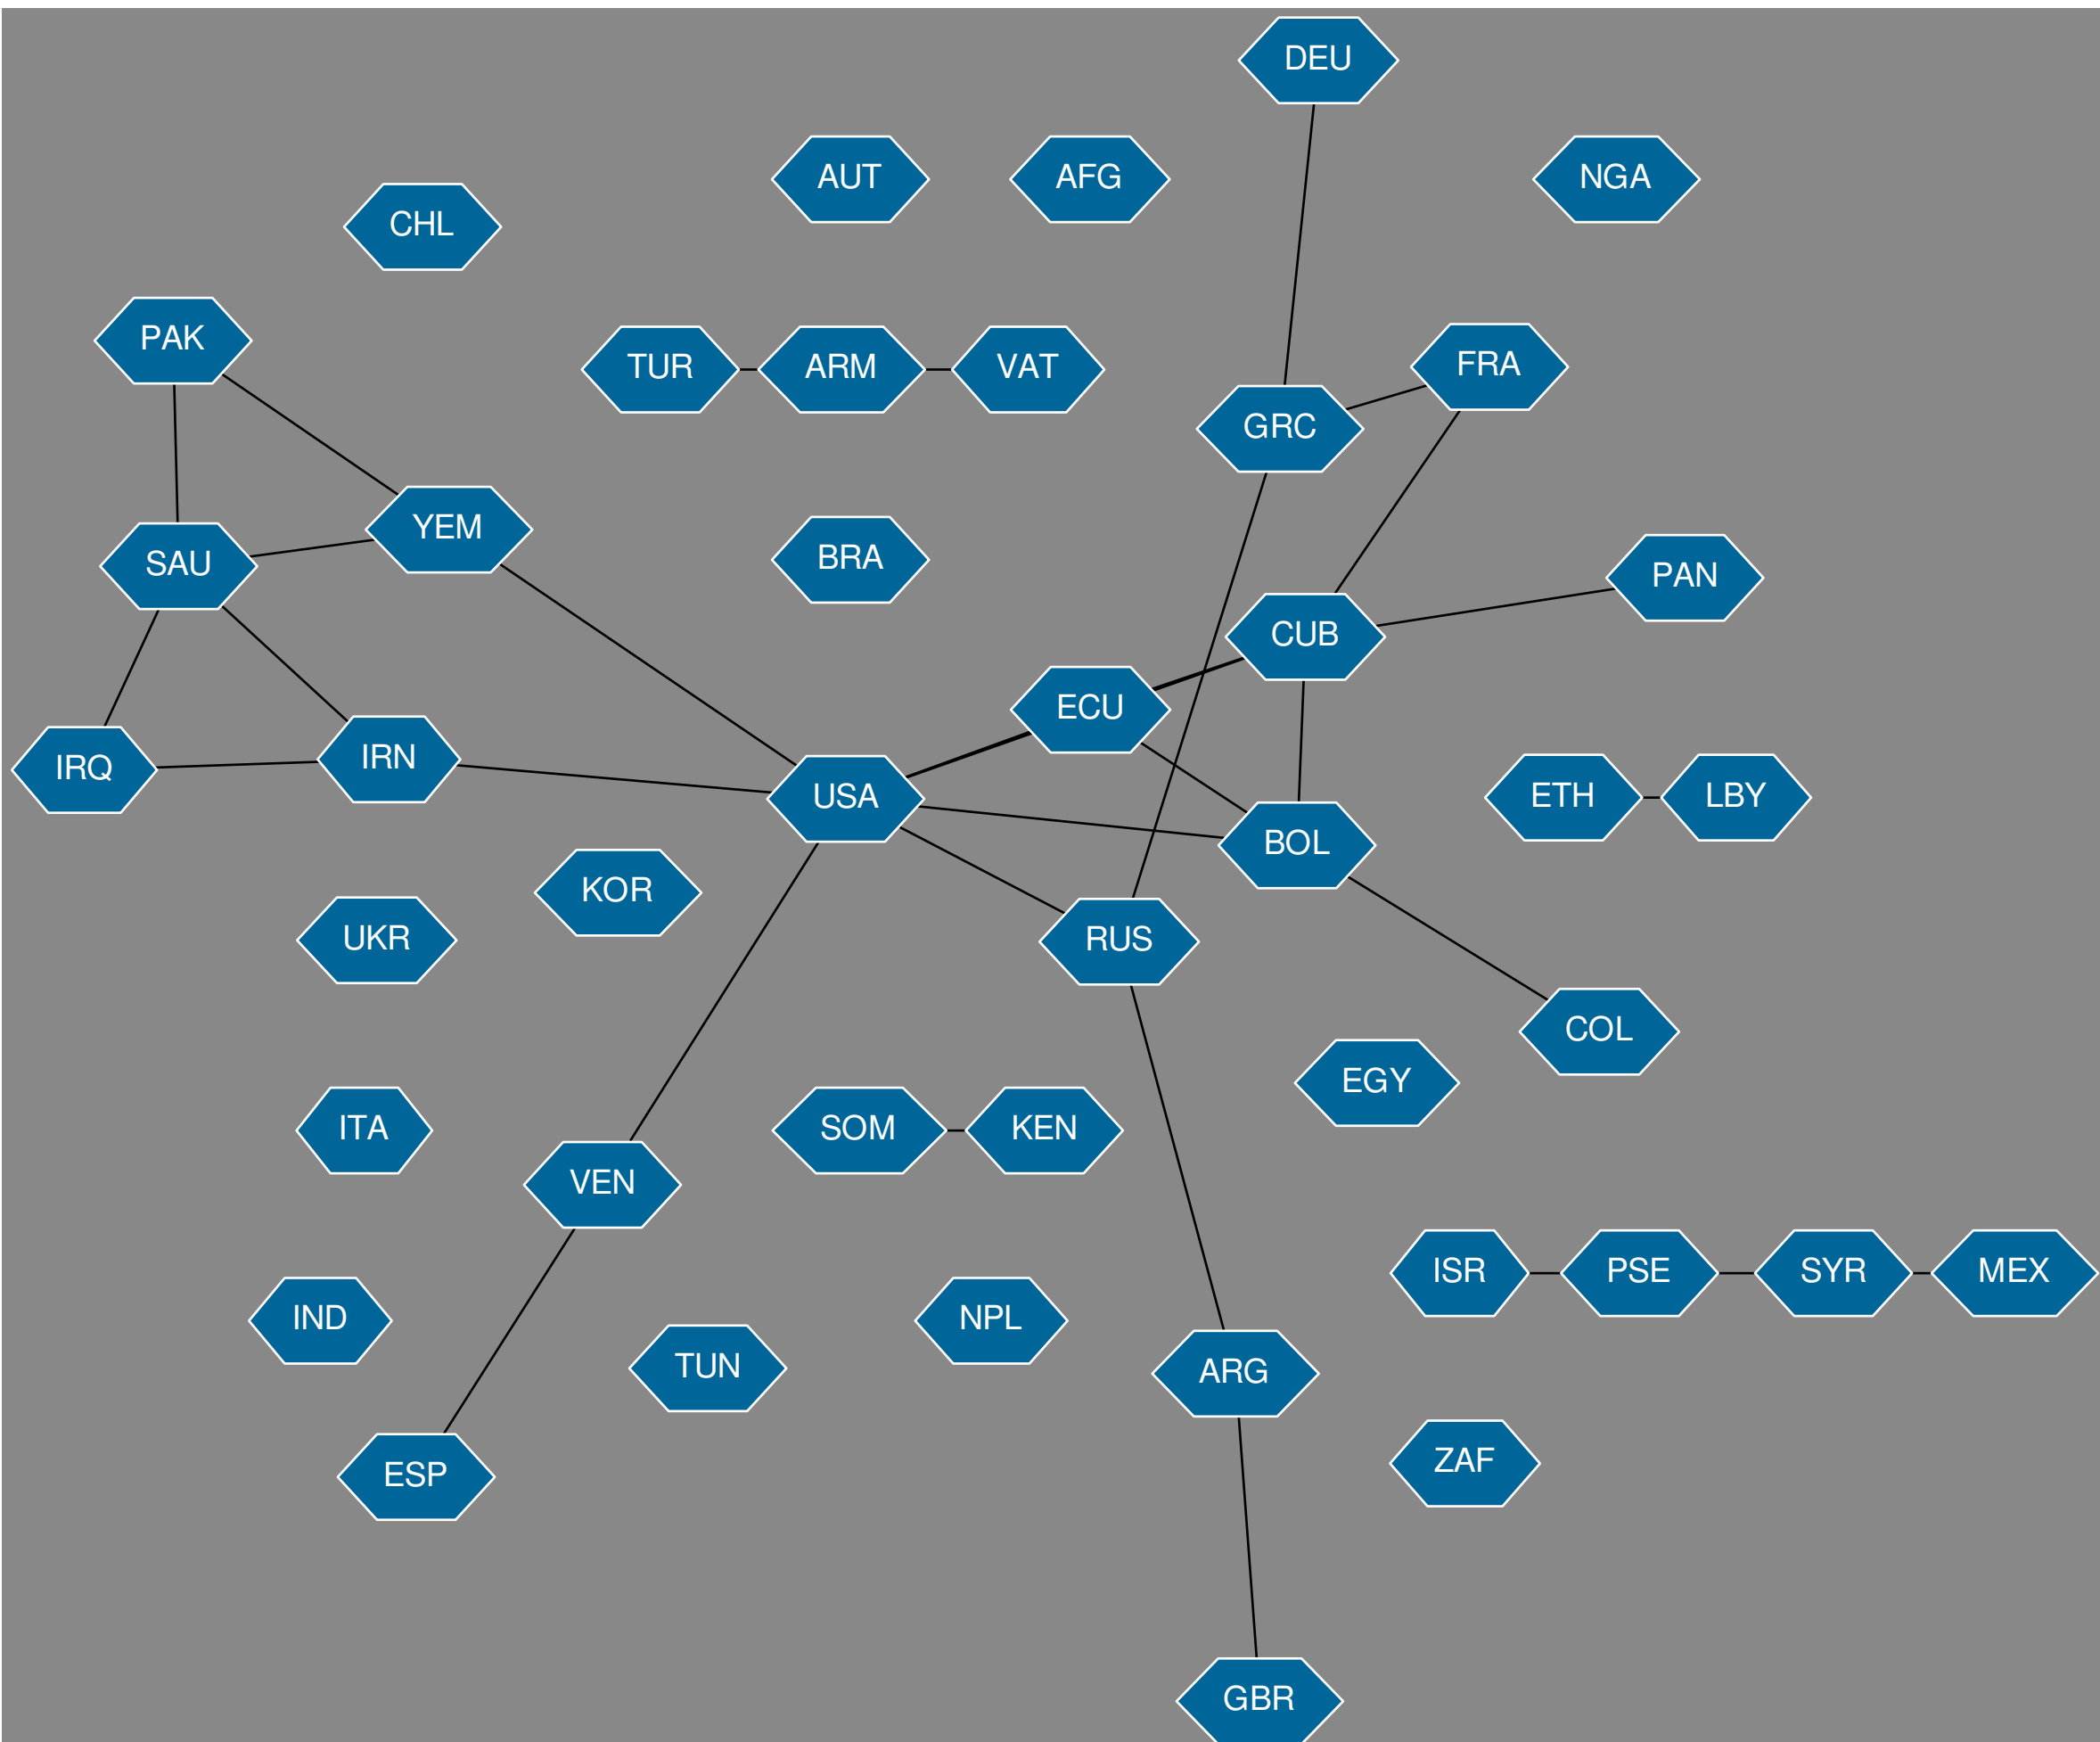 DEU
AUT
AFG
NGA
CHL
PAK
TUR
ARM
VAT
FRA
GRC
YEM
BRA
SAU
PAN
CUB
ECU
IRQ
IRN
USA
ETH
LBY
BOL
KOR
UKR
RUS
COL
EGY
ITA
SOM
KEN
VEN
ISR
PSE
SYR
MEX
IND
NPL
TUN
ARG
ZAF
ESP
GBR